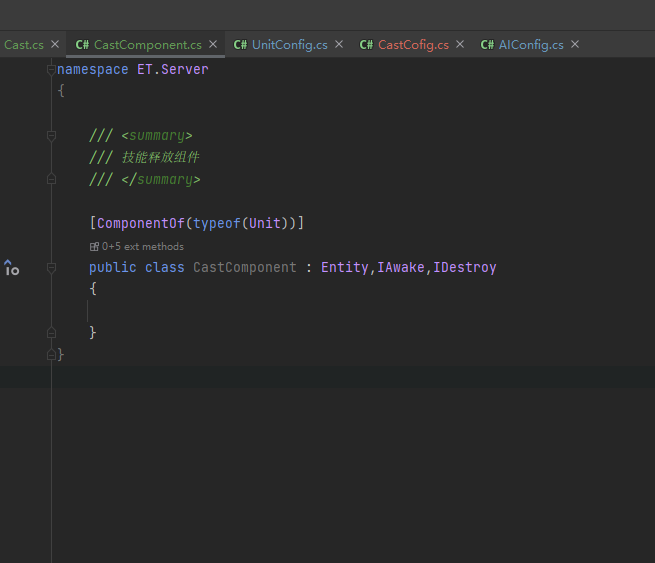 Cast.cs × C# CastComponent.cs × C# UnitConfig.cs × C# CastCofig.cs × C# AIConfig.cs ×
namespace ET.Server
{
/// <summary>
/// 技能释放组件
/// </summary>
[ComponentOf(typeof(Unit))]
0+5 ext methods
public class CastComponent : Entity,IAwake,IDestroy
{
}
}